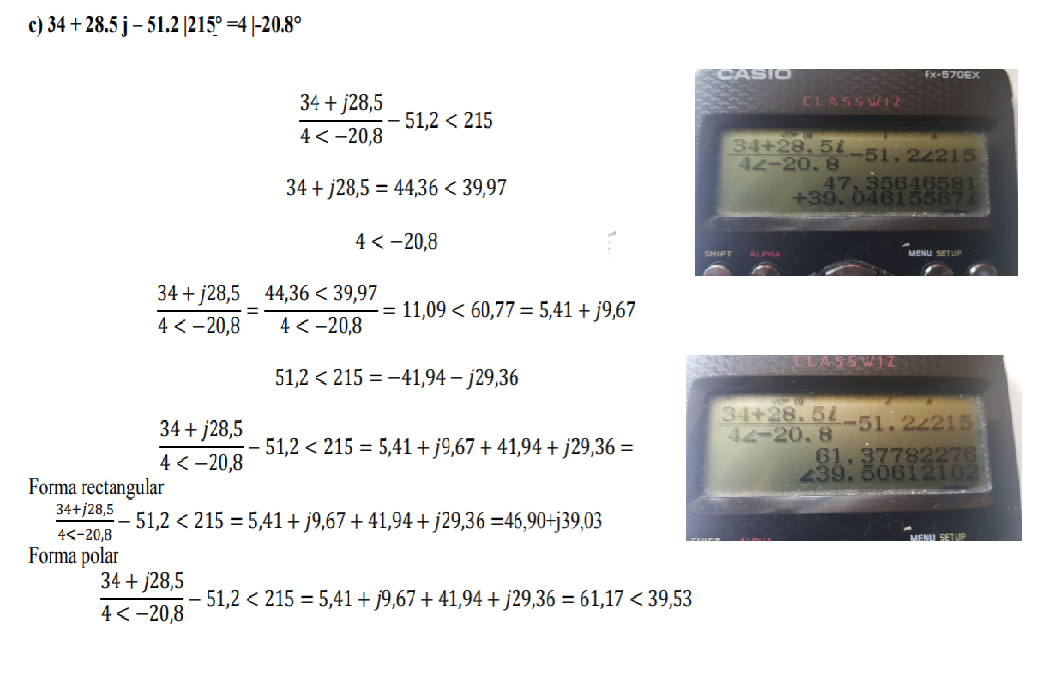 c) 34 + 28.5 j – 51.2 |215° =4 |-20.8°
CASIO fx-570EX
CLASSWIZ
34 + j28,5
4 < −20,8
− 51,2 < 215
34+28.5i
4∠-20.8
-51.2∠215
47.35646581
+39.04615567i
SHIFT ALPHA MENU SETUP
34 + j28,5 = 44,36 < 39,97
4 < −20,8
34 + j28,5
4 < −20,8
=
44,36 < 39,97
4 < −20,8
= 11,09 < 60,77 = 5,41 + j9,67
51,2 < 215 = −41,94 − j29,36
CLASSWIZ
34+28.5i
4∠-20.8
-51.2∠215
61.37782276
∠39.50612102
MENU SETUP
34 + j28,5
4 < −20,8
− 51,2 < 215 = 5,41 + j9,67 + 41,94 + j29,36 =
Forma rectangular
34+j28,5
4<−20,8
− 51,2 < 215 = 5,41 + j9,67 + 41,94 + j29,36 =46,90+j39,03
Forma polar
34 + j28,5
4 < −20,8
− 51,2 < 215 = 5,41 + j9,67 + 41,94 + j29,36 = 61,17 < 39,53